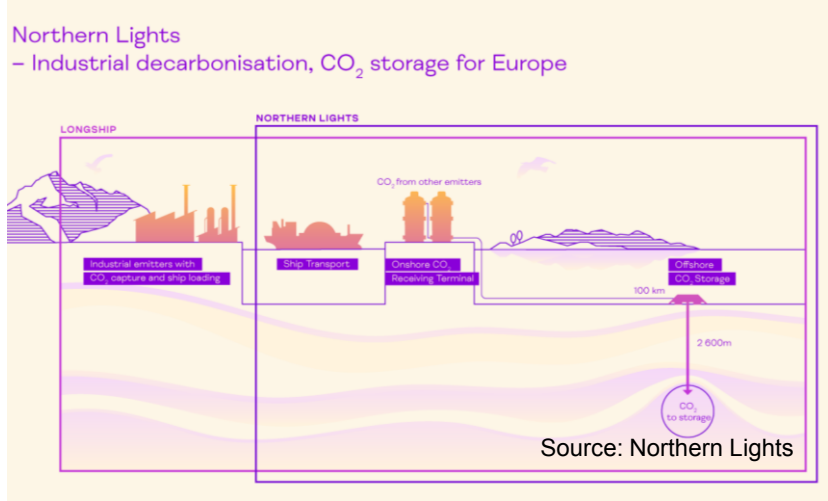 Northern Lights
– Industrial decarbonisation, CO₂ storage for Europe
NORTHERN LIGHTS
LONGSHIP
CO₂ from other emitters
Industrial emitters with
CO₂ capture and ship loading
Ship Transport
Onshore CO₂
Receiving Terminal
Offshore
CO₂ Storage
100 km
2 600m
CO₂
to storage
Source: Northern Lights